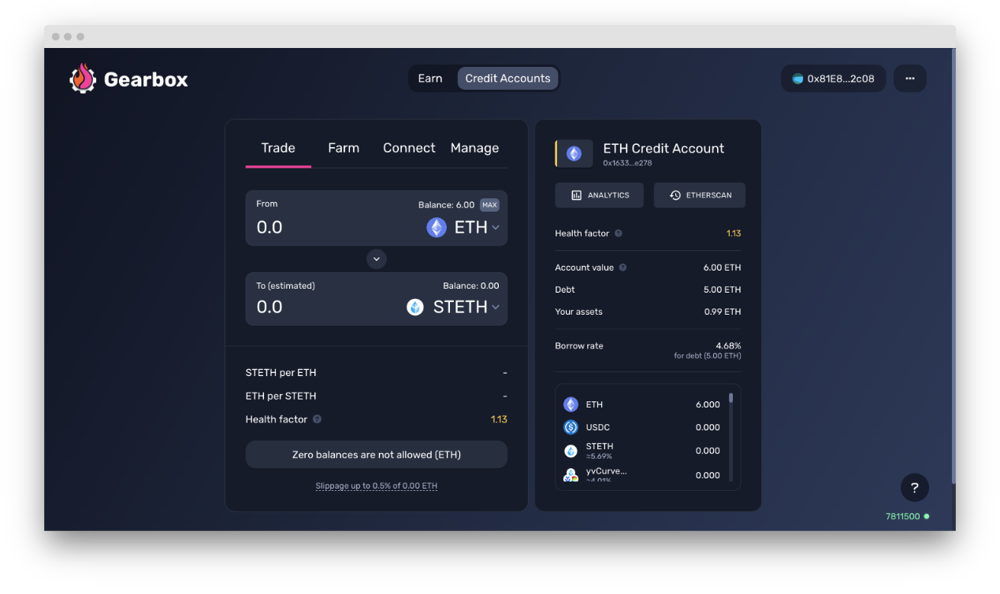 Gearbox
Earn
Credit Accounts
0x81E8...2c08
Trade Farm Connect Manage
From
Balance: 6.00 MAX
0.0
ETH
To (estimated)
Balance: 0.00
0.0
STETH
STETH per ETH -
ETH per STETH -
Health factor ? 1.13
Zero balances are not allowed (ETH)
Slippage up to 0.5% of 0.00 ETH
ETH Credit Account
0x1633...e278
ANALYTICS
ETHERSCAN
Health factor ? 1.13
Account value ? 6.00 ETH
Debt 5.00 ETH
Your assets 0.99 ETH
Borrow rate 4.68%
for debt (5.00 ETH)
ETH 6.000
USDC 0.000
STETH 0.000
≈5.69%
yvCurve... 0.000
≈4.01%
?
7811500